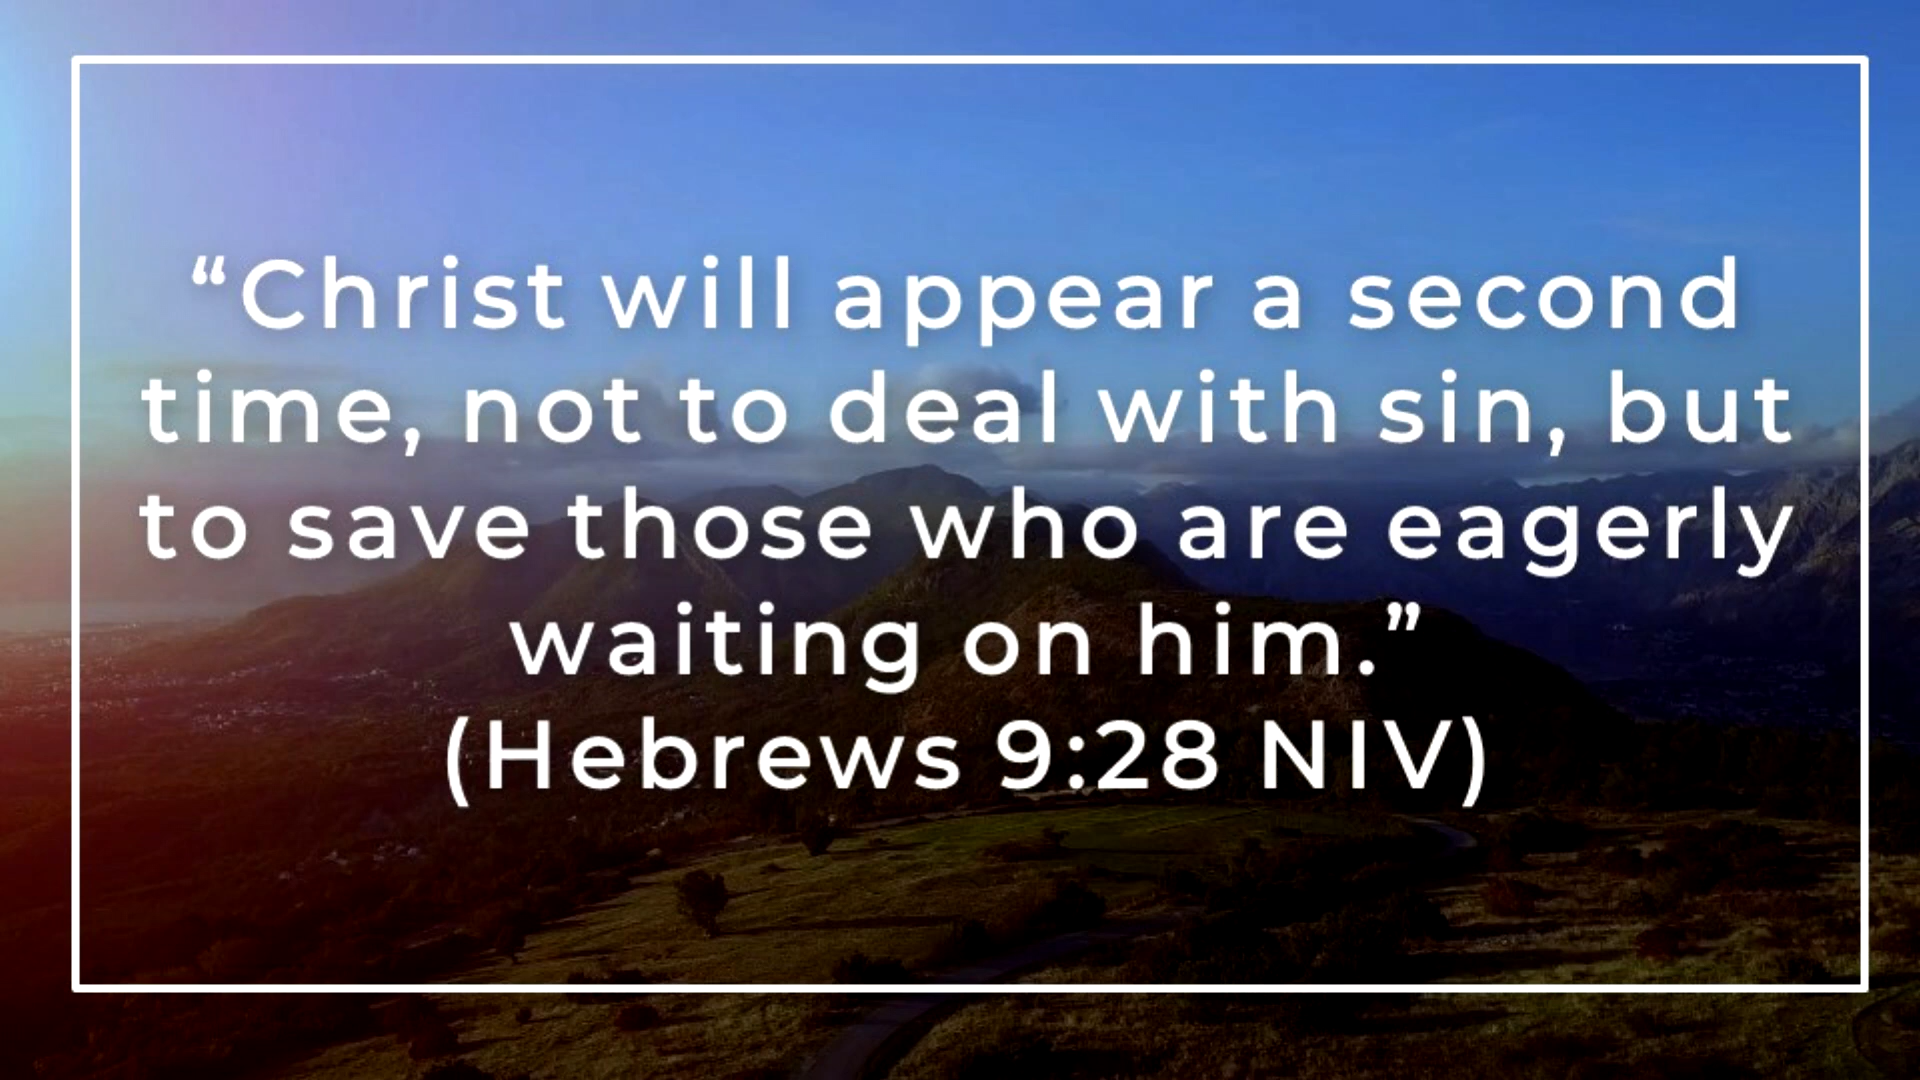 “Christ will appear a second
time, not to deal with sin, but
to save those who are eagerly
waiting on him.”
(Hebrews 9:28 NIV)